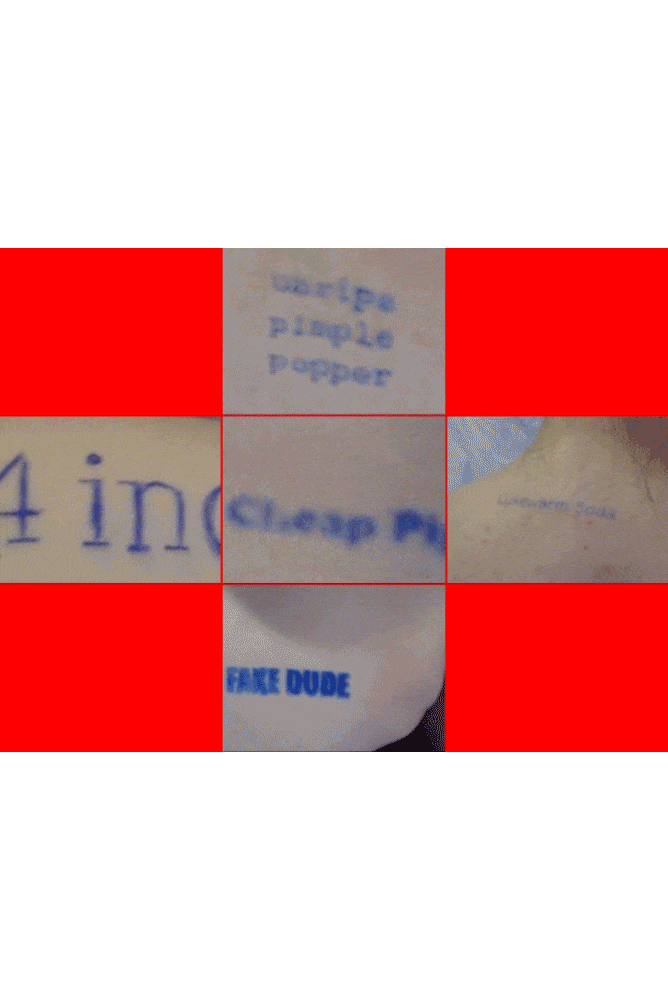 unripe
pimple
popper
4 inc
Cheap Pi
Lukewarm Soda
FAKE DUDE